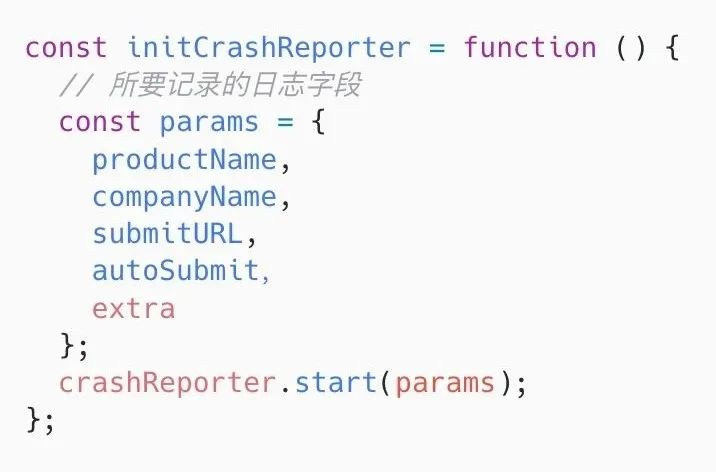 const initCrashReporter = function () {
  // 所要记录的日志字段
  const params = {
    productName,
    companyName,
    submitURL,
    autoSubmit,
    extra
  };
  crashReporter.start(params);
};